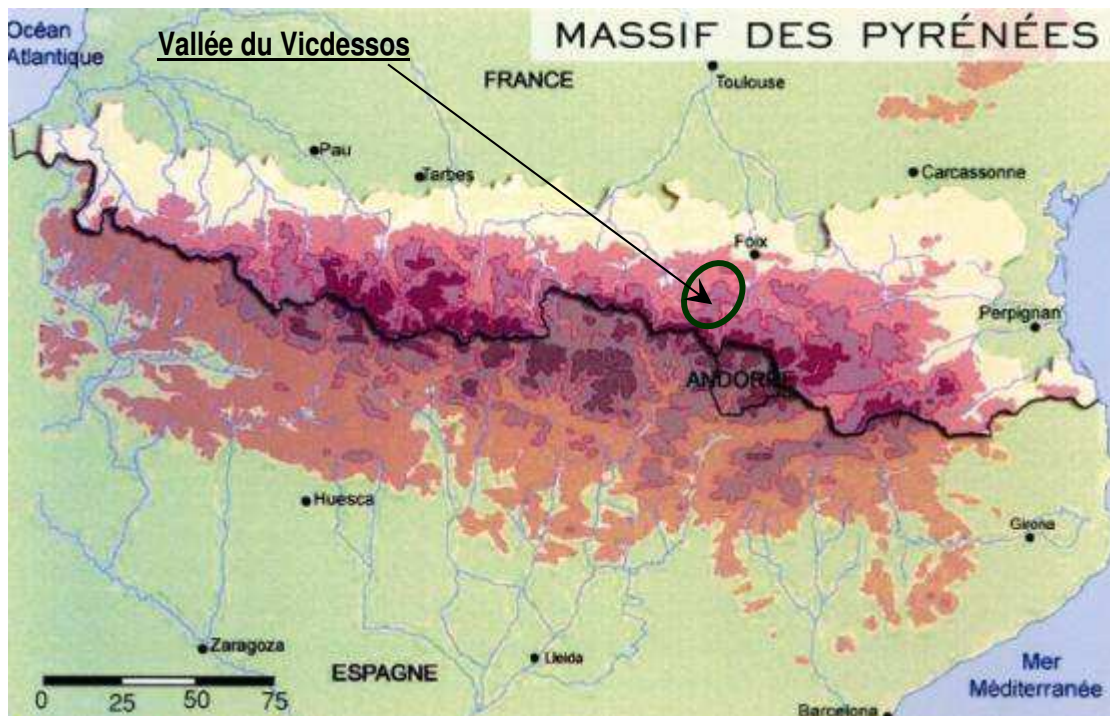 Océan
Atlantique
Vallée du Vicdessos
MASSIF DES PYRÉNÉES
FRANCE
Toulouse
Pau
Tarbes
Carcassonne
Foix
Perpignan
ANDORRE
Huesca
Girona
Zaragoza
Lleida
ESPAGNE
Mer
Méditerranée
Barcelona
0 25 50 75